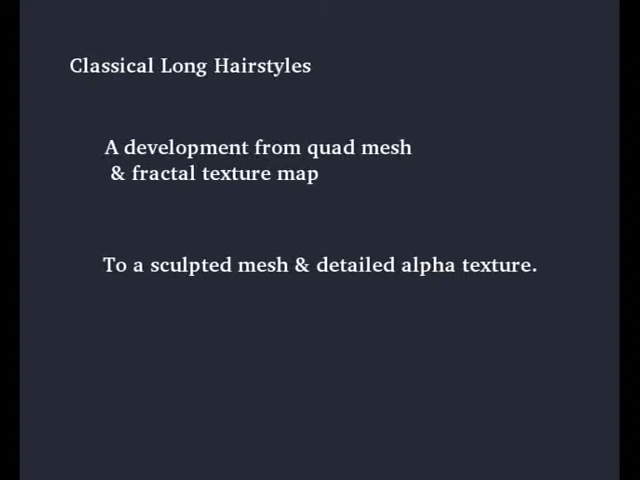 Classical Long Hairstyles
A development from quad mesh
& fractal texture map
To a sculpted mesh & detailed alpha texture.